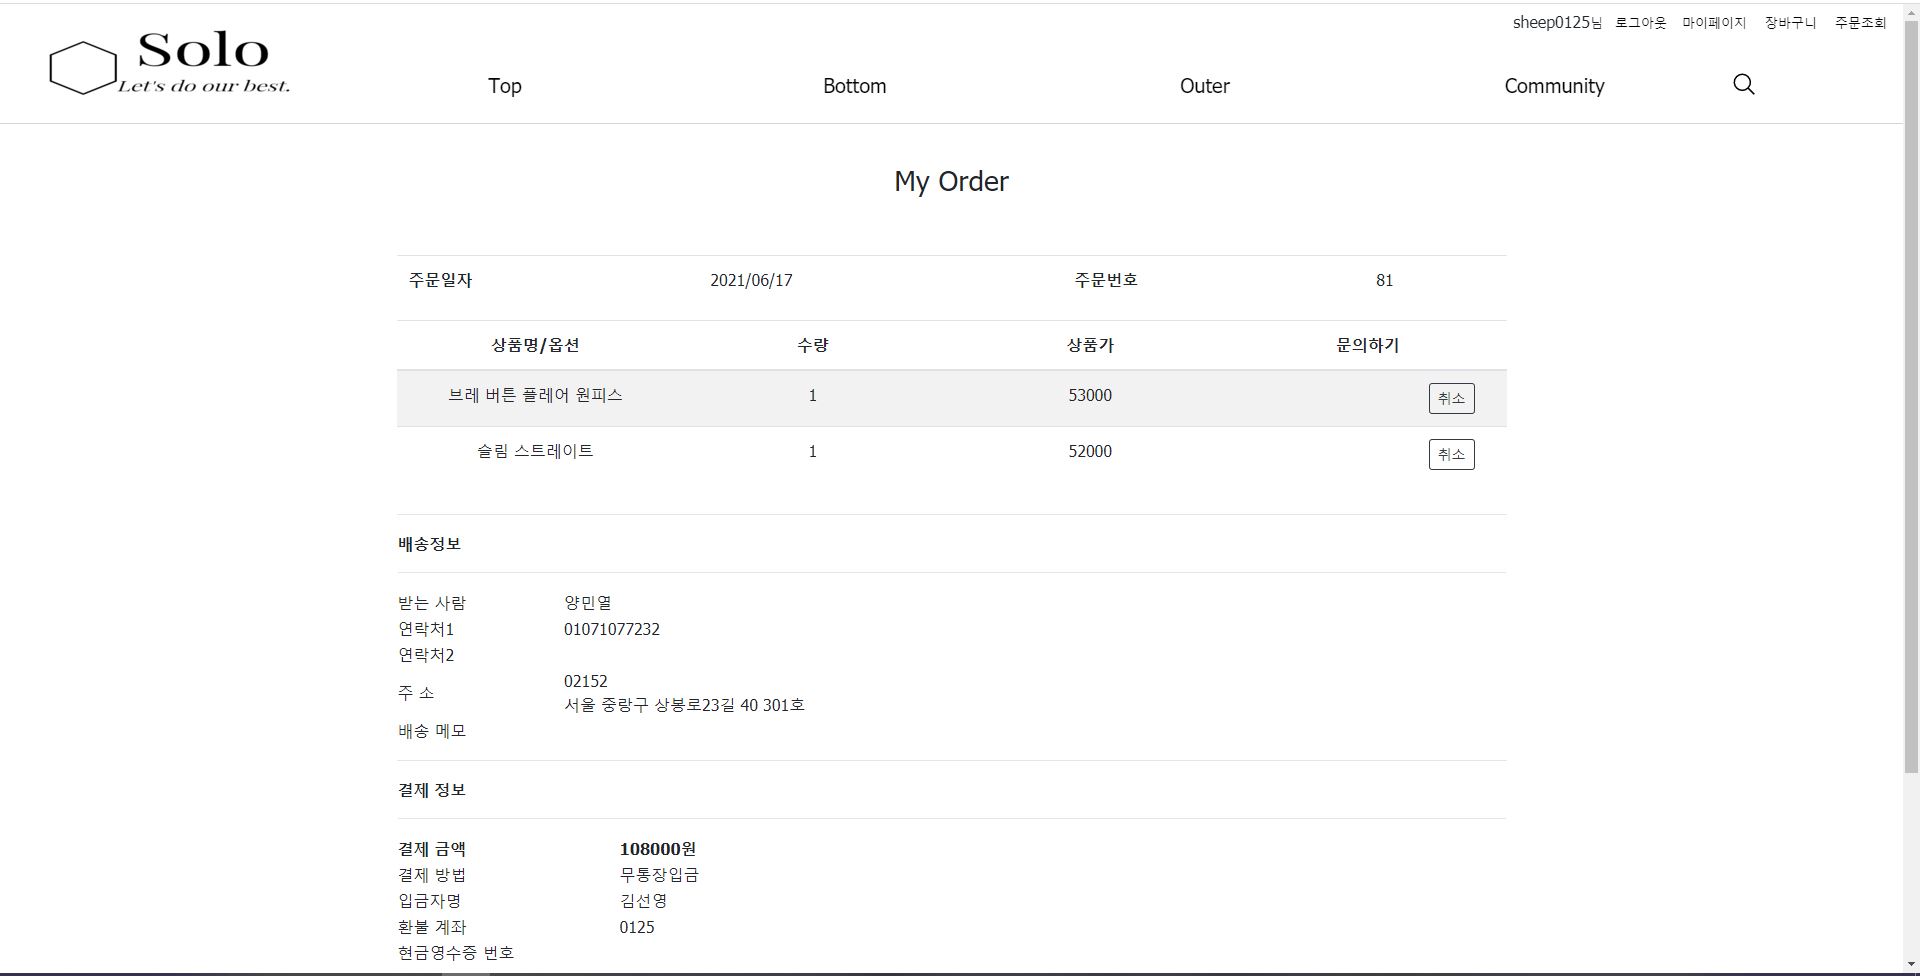 sheep0125님 로그아웃 마이페이지 장바구니 주문조회
Solo
Let's do our best.
Top Bottom Outer Community
My Order
주문일자 2021/06/17 주문번호 81
상품명/옵션 수량 상품가 문의하기
브레 버튼 플레어 원피스 1 53000 취소
슬림 스트레이트 1 52000 취소
배송정보
받는 사람 양민열
연락처1 01071077232
연락처2
주 소 02152
서울 중랑구 상봉로23길 40 301호
배송 메모
결제 정보
결제 금액 108000원
결제 방법 무통장입금
입금자명 김선영
환불 계좌 0125
현금영수증 번호